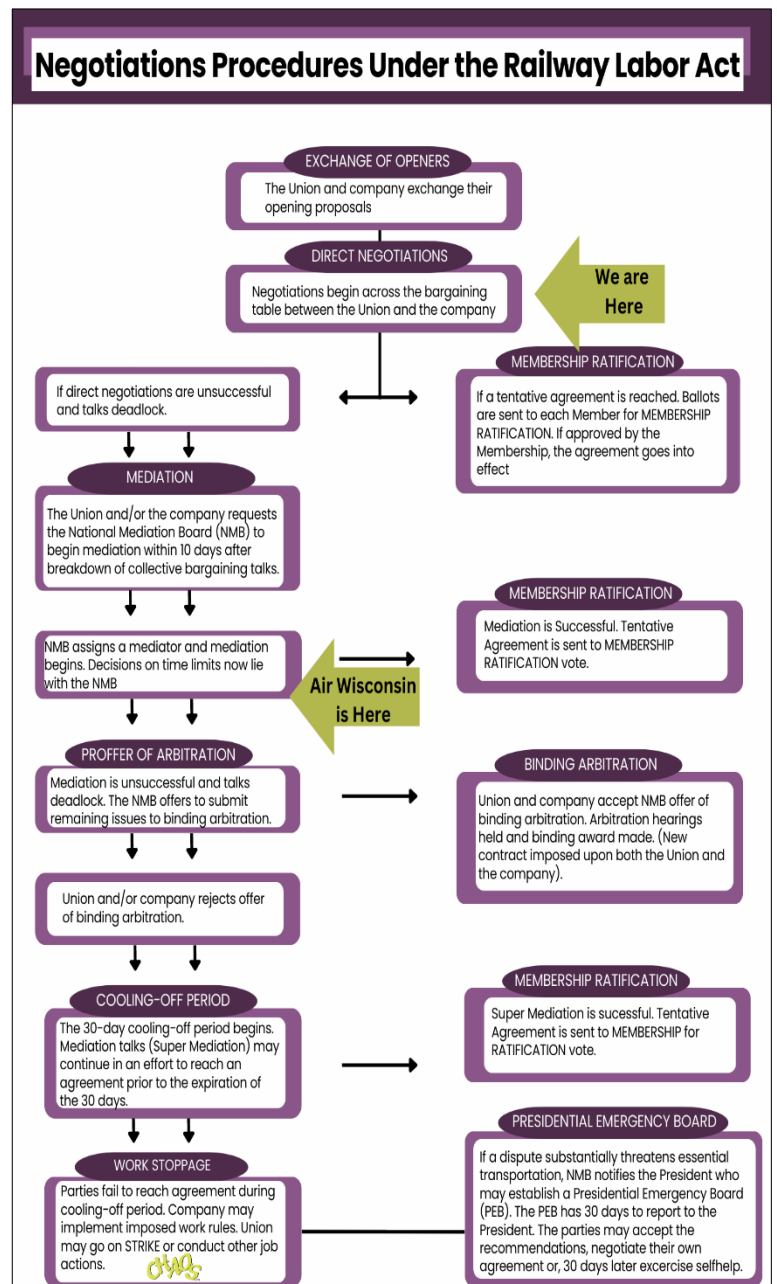 Negotiations Procedures Under the Railway Labor Act
EXCHANGE OF OPENERS
The Union and company exchange their
opening proposals
DIRECT NEGOTIATIONS
Negotiations begin across the bargaining
table between the Union and the company
We are
Here
If direct negotiations are unsuccessful
and talks deadlock.
MEMBERSHIP RATIFICATION
If a tentative agreement is reached. Ballots
are sent to each Member for MEMBERSHIP
RATIFICATION. If approved by the
Membership, the agreement goes into
effect
MEDIATION
The Union and/or the company requests
the National Mediation Board (NMB) to
begin mediation within 10 days after
breakdown of collective bargaining talks.
MEMBERSHIP RATIFICATION
Mediation is Successful. Tentative
Agreement is sent to MEMBERSHIP
RATIFICATION vote.
NMB assigns a mediator and mediation
begins. Decisions on time limits now lie
with the NMB
Air Wisconsin
is Here
PROFFER OF ARBITRATION
Mediation is unsuccessful and talks
deadlock. The NMB offers to submit
remaining issues to binding arbitration.
BINDING ARBITRATION
Union and company accept NMB offer of
binding arbitration. Arbitration hearings
held and binding award made. (New
contract imposed upon both the Union and
the company).
Union and/or company rejects offer
of binding arbitration.
COOLING-OFF PERIOD
The 30-day cooling-off period begins.
Mediation talks (Super Mediation) may
continue in an effort to reach an
agreement prior to the expiration of
the 30 days.
MEMBERSHIP RATIFICATION
Super Mediation is sucessful. Tentative
Agreement is sent to MEMBERSHIP for
RATIFICATION vote.
WORK STOPPAGE
Parties fail to reach agreement during
cooling-off period. Company may
implement imposed work rules. Union
may go on STRIKE or conduct other job
actions.
CHAOS
PRESIDENTIAL EMERGENCY BOARD
If a dispute substantially threatens essential
transportation, NMB notifies the President who
may establish a Presidential Emergency Board
(PEB). The PEB has 30 days to report to the
President. The parties may accept the
recommendations, negotiate their own
agreement or, 30 days later excercise selfhelp.